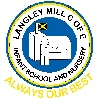 LANGLEY MILL C OF E
INFANT SCHOOL AND NURSERY
ALWAYS OUR BEST